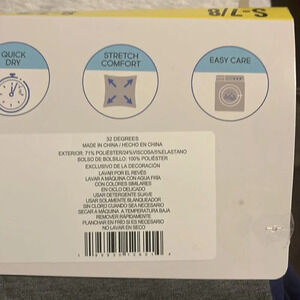 S-7/8
QUICK
DRY
STRETCH
COMFORT
EASY CARE
32 DEGREES
MADE IN CHINA / HECHO EN CHINA
EXTERIOR: 71% POLIÉSTER/24%VISCOSA/5%ELASTANO
BOLSO DE BOLSILLO: 100% POLIÉSTER
EXCLUSIVO DE LA DECORACIÓN
LAVAR POR EL REVÉS
LAVAR A MÁQUINA CON AGUA FRÍA
CON COLORES SIMILARES
EN CICLO DELICADO
USAR DETERGENTE SUAVE
USAR SOLAMENTE BLANQUEADOR
SIN CLORO CUANDO SEA NECESARIO
SECAR A MÁQUINA A TEMPERATURA BAJA
REMOVER RÁPIDAMENTE
PLANCHAR EN FRÍO SI ES NECESARIO
NO LAVAR EN SECO